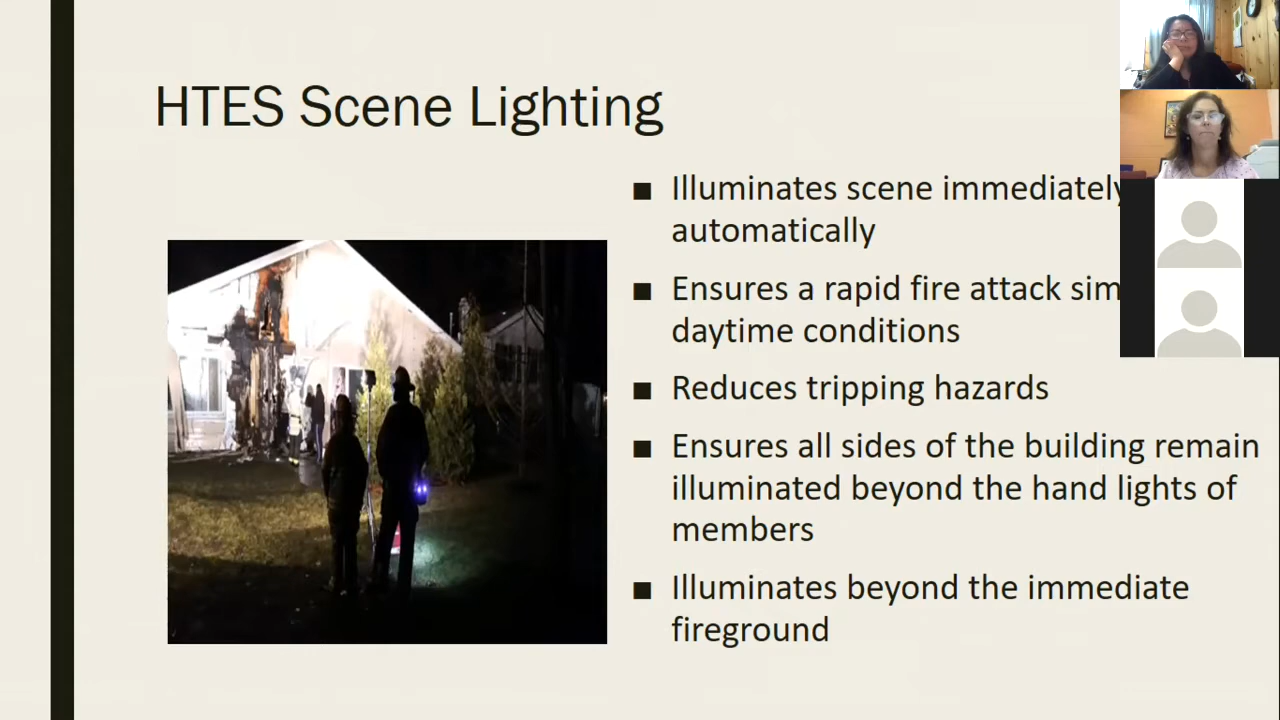 HTES Scene Lighting
■ Illuminates scene immediately
automatically
■ Ensures a rapid fire attack sim
daytime conditions
■ Reduces tripping hazards
■ Ensures all sides of the building remain
illuminated beyond the hand lights of
members
■ Illuminates beyond the immediate
fireground